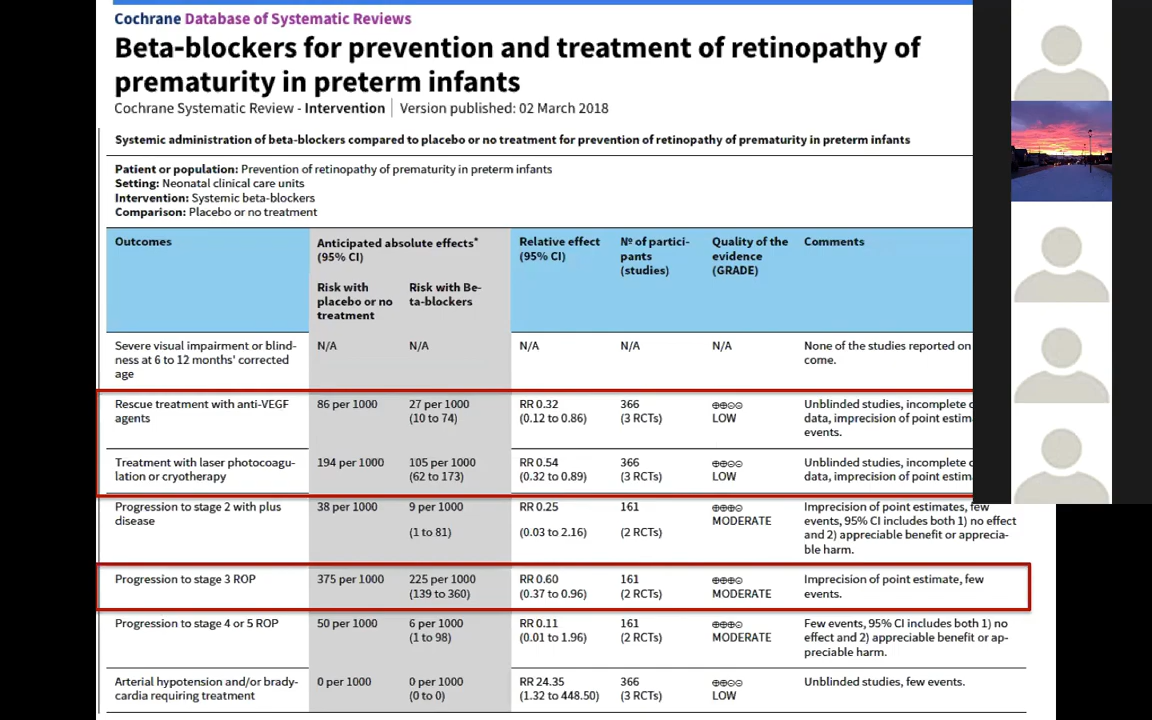 Cochrane Database of Systematic Reviews
Beta-blockers for prevention and treatment of retinopathy of
prematurity in preterm infants
Cochrane Systematic Review - Intervention | Version published: 02 March 2018
Systemic administration of beta-blockers compared to placebo or no treatment for prevention of retinopathy of prematurity in preterm infants
Patient or population: Prevention of retinopathy of prematurity in preterm infants
Setting: Neonatal clinical care units
Intervention: Systemic beta-blockers
Comparison: Placebo or no treatment
Outcomes
Anticipated absolute effects*
(95% CI)
Risk with
placebo or no
treatment
Risk with Be-
ta-blockers
Relative effect
(95% CI)
№ of partici-
pants
(studies)
Quality of the
evidence
(GRADE)
Comments
Severe visual impairment or blind-
ness at 6 to 12 months' corrected
age
N/A
N/A
N/A
N/A
N/A
None of the studies reported on
come.
Rescue treatment with anti-VEGF
agents
86 per 1000
27 per 1000
(10 to 74)
RR 0.32
(0.12 to 0.86)
366
(3 RCTs)
⊕⊕⊝⊝
LOW
Unblinded studies, incomplete
data, imprecision of point
events.
Treatment with laser photocoagu-
lation or cryotherapy
194 per 1000
105 per 1000
(62 to 173)
RR 0.54
(0.32 to 0.89)
366
(3 RCTs)
⊕⊕⊝⊝
LOW
Unblinded studies, incomplete
data, imprecision of point
Progression to stage 2 with plus
disease
38 per 1000
9 per 1000
(1 to 81)
RR 0.25
(0.03 to 2.16)
161
(2 RCTs)
⊕⊕⊕⊝
MODERATE
Imprecision of point estimates, few
events, 95% CI includes both 1) no effect
and 2) appreciable benefit or apprecia-
ble harm.
Progression to stage 3 ROP
375 per 1000
225 per 1000
(139 to 360)
RR 0.60
(0.37 to 0.96)
161
(2 RCTs)
⊕⊕⊕⊝
MODERATE
Imprecision of point estimate, few
events.
Progression to stage 4 or 5 ROP
50 per 1000
6 per 1000
(1 to 98)
RR 0.11
(0.01 to 1.96)
161
(2 RCTs)
⊕⊕⊕⊝
MODERATE
Few events, 95% CI includes both 1) no
effect and 2) appreciable benefit or ap-
preciable harm.
Arterial hypotension and/or brady-
cardia requiring treatment
0 per 1000
0 per 1000
(0 to 0)
RR 24.35
(1.32 to 448.50)
366
(3 RCTs)
⊕⊕⊝⊝
LOW
Unblinded studies, few events.